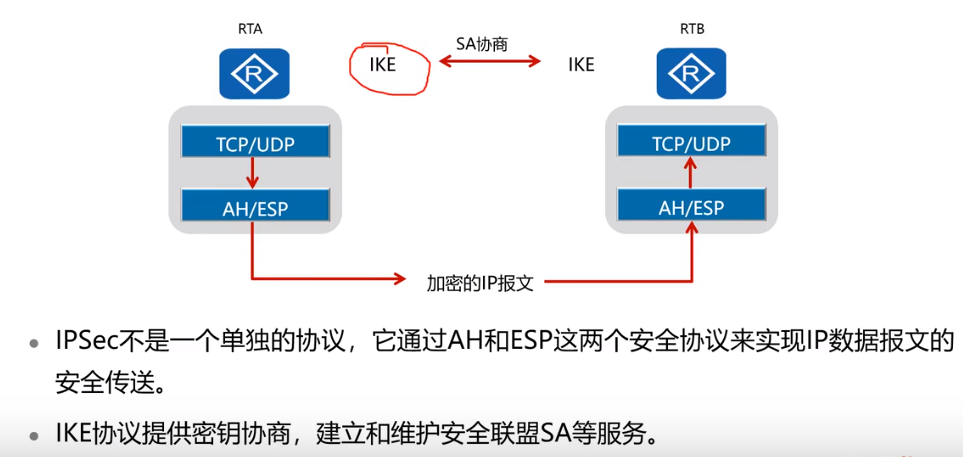 RTA
RTB
SA协商
IKE
IKE
R
R
TCP/UDP
TCP/UDP
AH/ESP
AH/ESP
加密的IP报文
IPSec不是一个单独的协议，它通过AH和ESP这两个安全协议来实现IP数据报文的
安全传送。
IKE协议提供密钥协商，建立和维护安全联盟SA等服务。